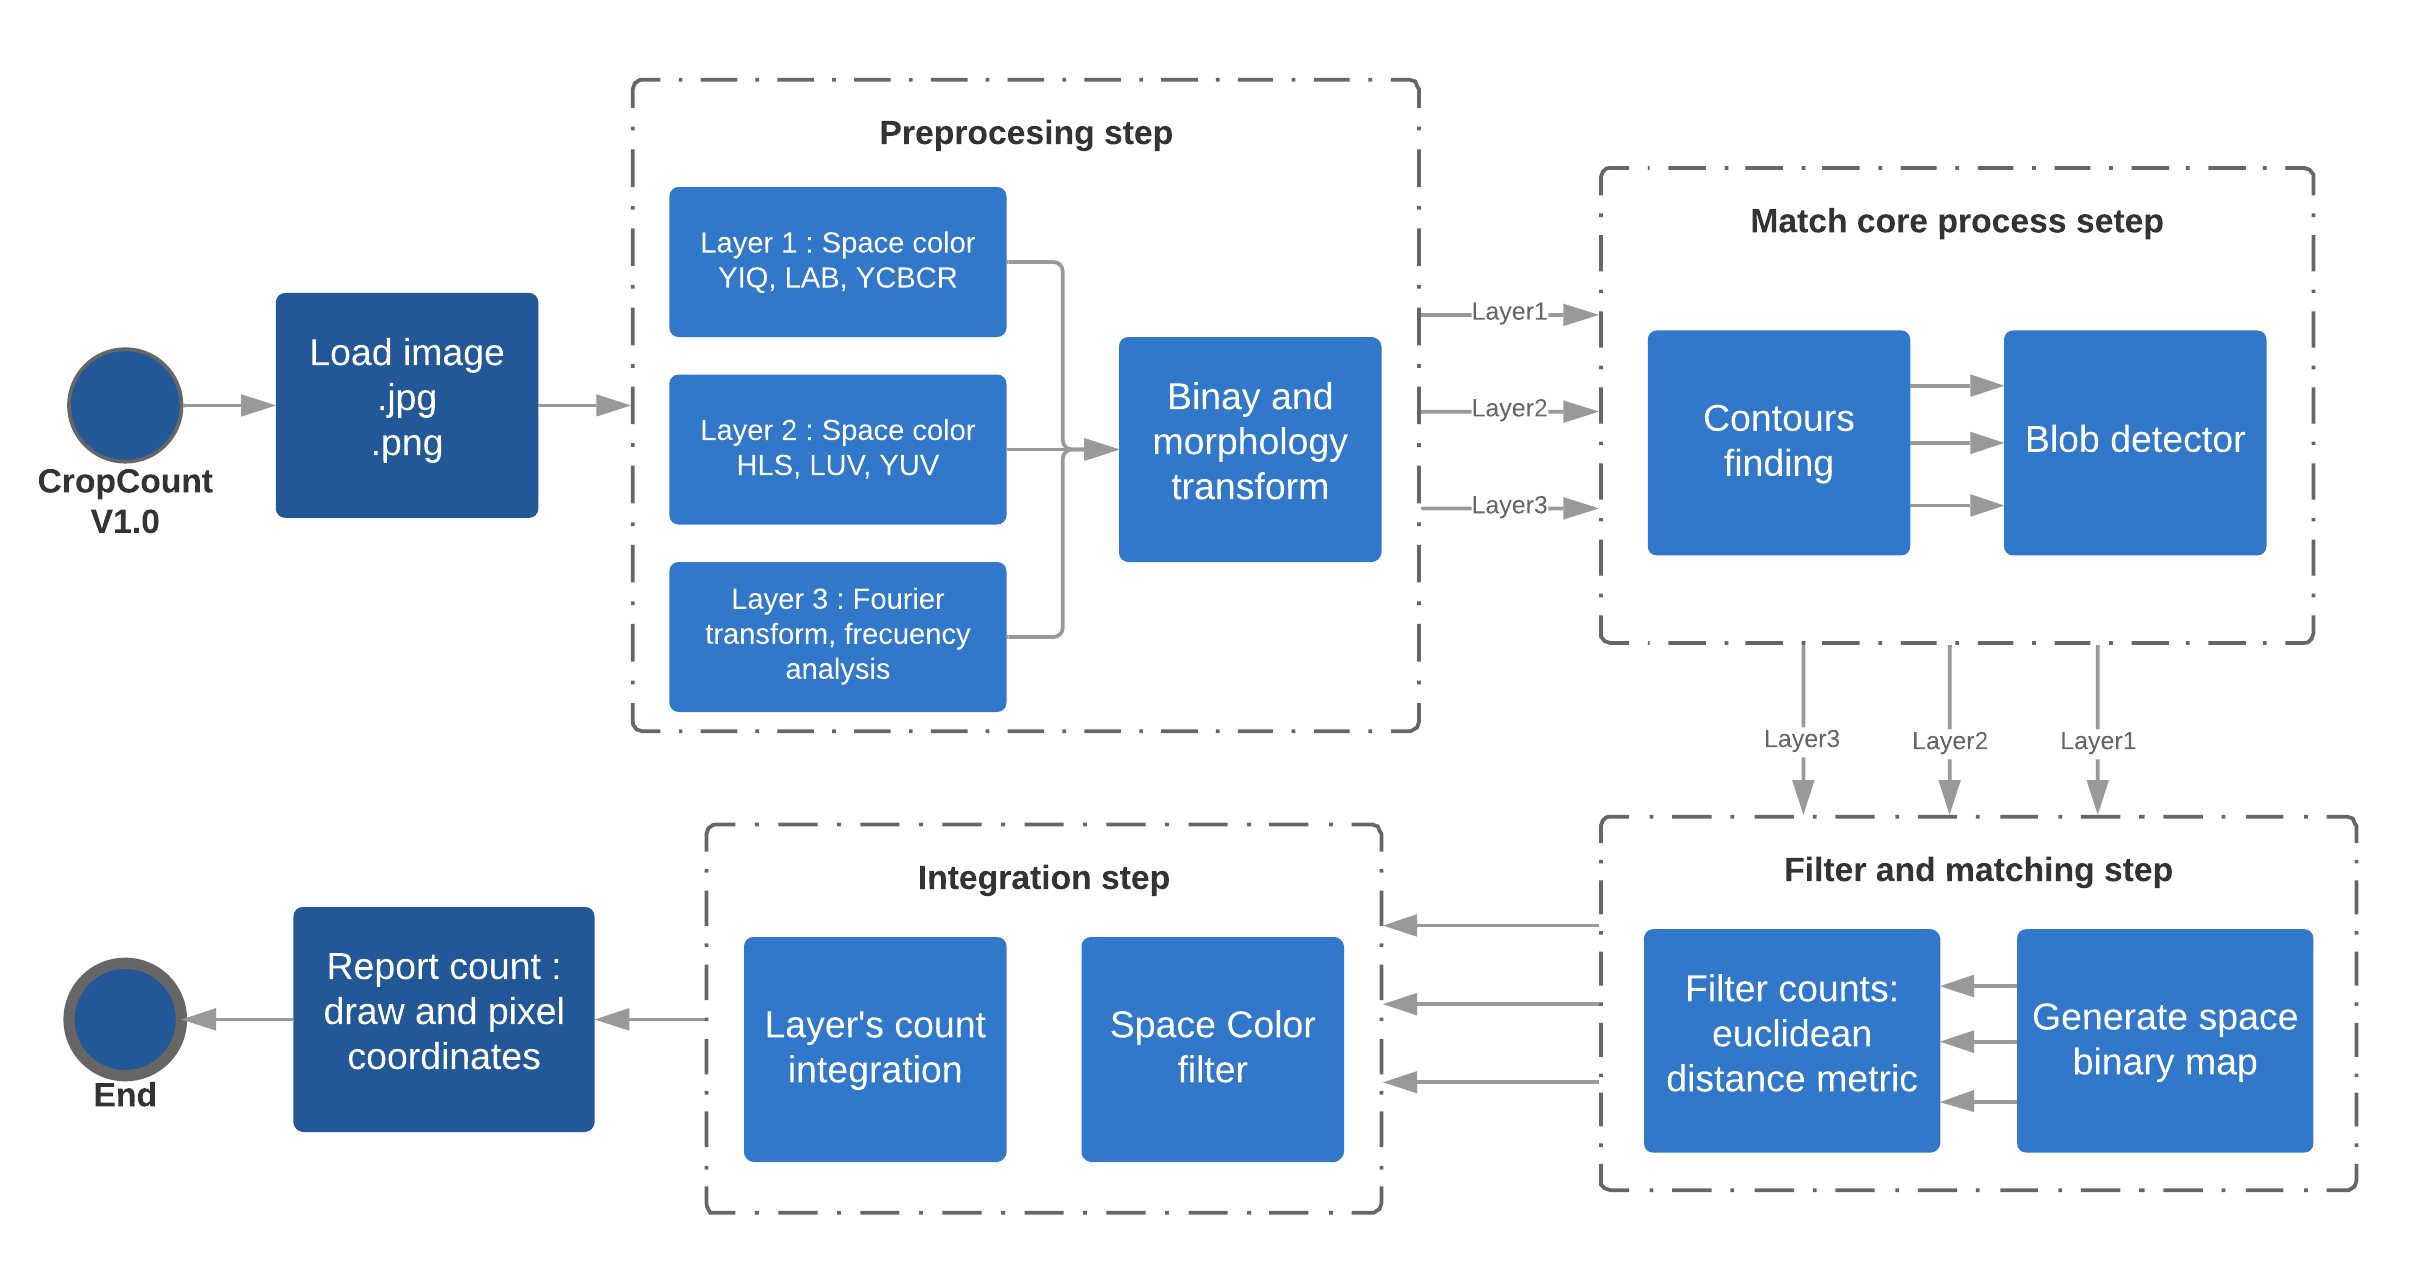 CropCount
V1.0
Load image
.jpg
.png
Preprocesing step
Layer 1 : Space color
YIQ, LAB, YCBCR
Layer 2 : Space color
HLS, LUV, YUV
Layer 3 : Fourier
transform, frecuency
analysis
Binay and
morphology
transform
Layer1
Layer2
Layer3
Match core process setep
Contours
finding
Blob detector
Layer3
Layer2
Layer1
Filter and matching step
Generate space
binary map
Filter counts:
euclidean
distance metric
Integration step
Space Color
filter
Layer's count
integration
Report count :
draw and pixel
coordinates
End